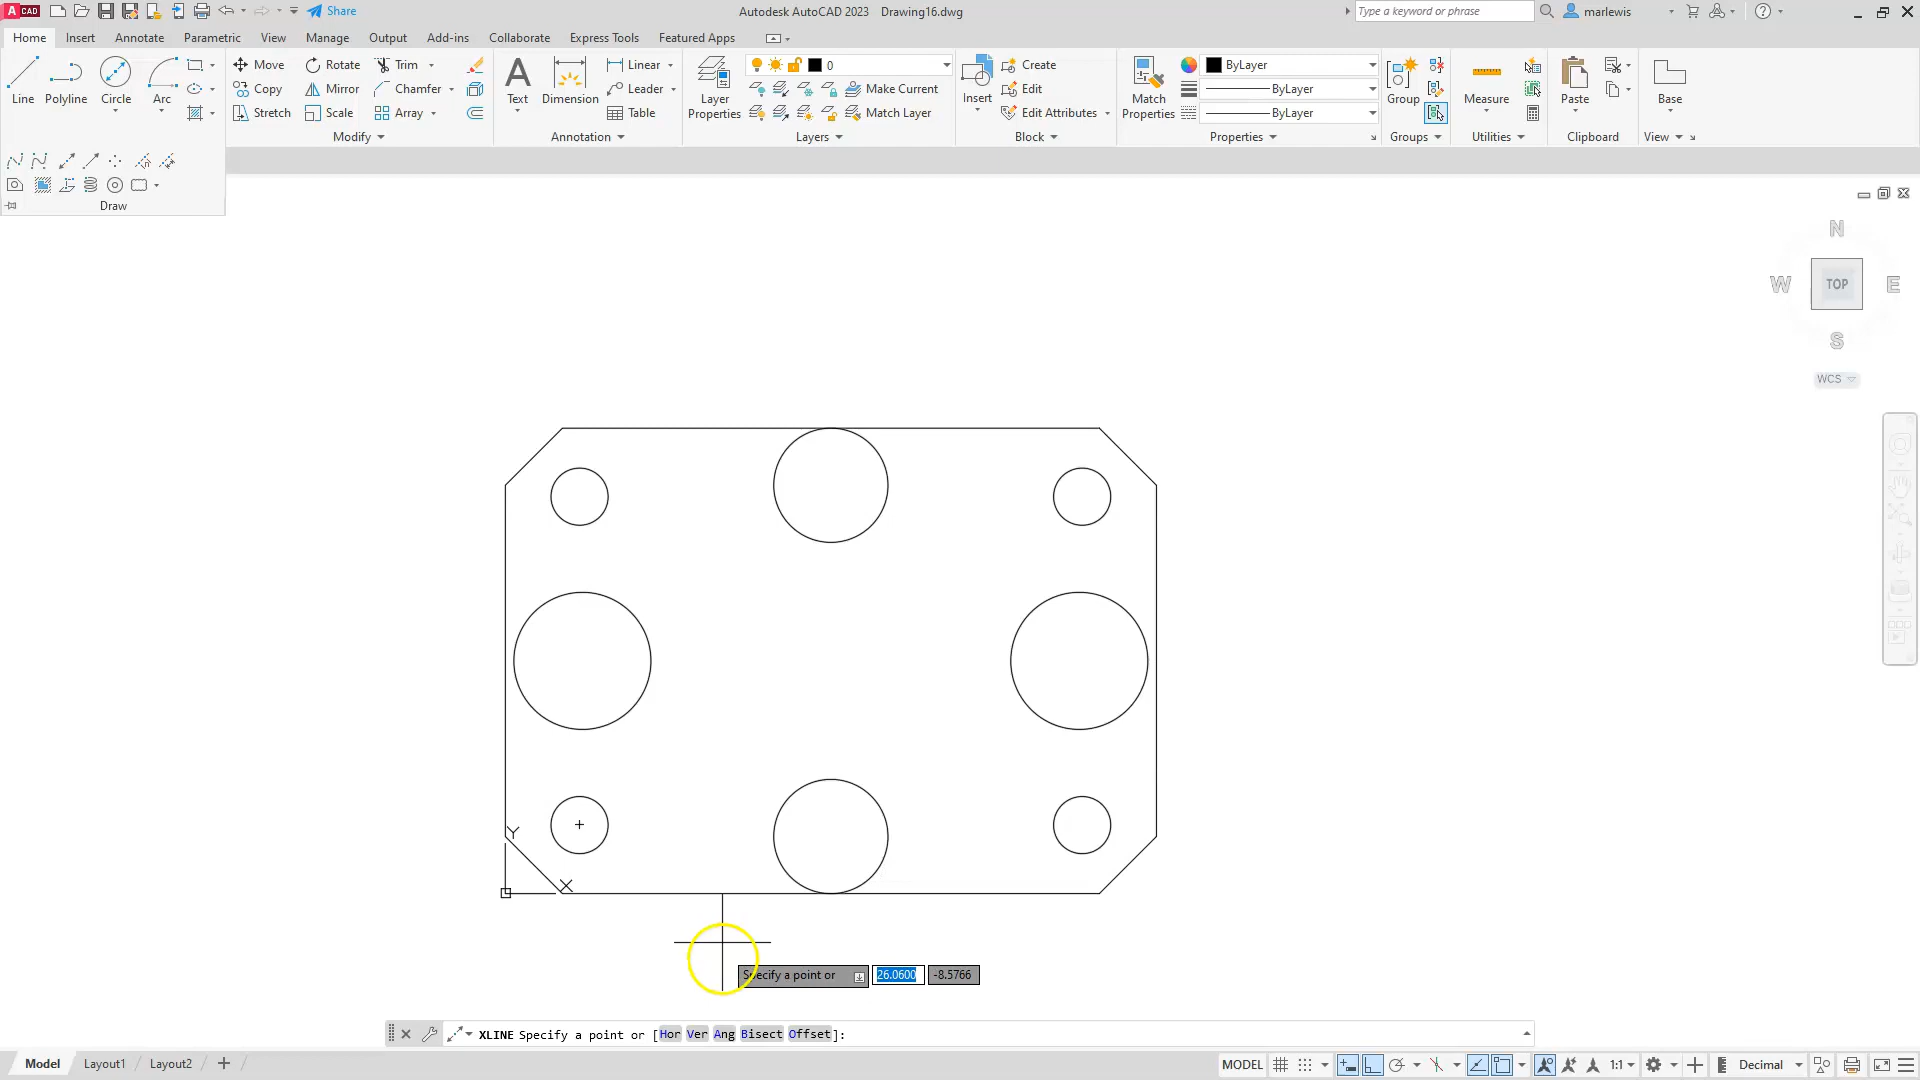 A CAD Share Autodesk AutoCAD 2023 Drawing16.dwg Type a keyword or phrase marlewis
Home Insert Annotate Parametric View Manage Output Add-ins Collaborate Express Tools Featured Apps
Line Polyline Circle Arc
Move Rotate Trim
Copy Mirror Chamfer
Stretch Scale Array
Modify
Text Dimension
Linear
Leader
Table
Annotation
Layer Properties
0
Make Current
Match Layer
Layers
Insert
Create
Edit
Edit Attributes
Block
Match Properties
ByLayer
ByLayer
ByLayer
Properties
Group
Groups
Measure
Utilities
Paste
Clipboard
Base
View
Draw
N
W TOP E
S
WCS
Y
X
Specify a point or 26.0600 -8.5766
XLINE Specify a point or [Hor Ver Ang Bisect Offset]:
Model Layout1 Layout2 + MODEL 1:1 Decimal